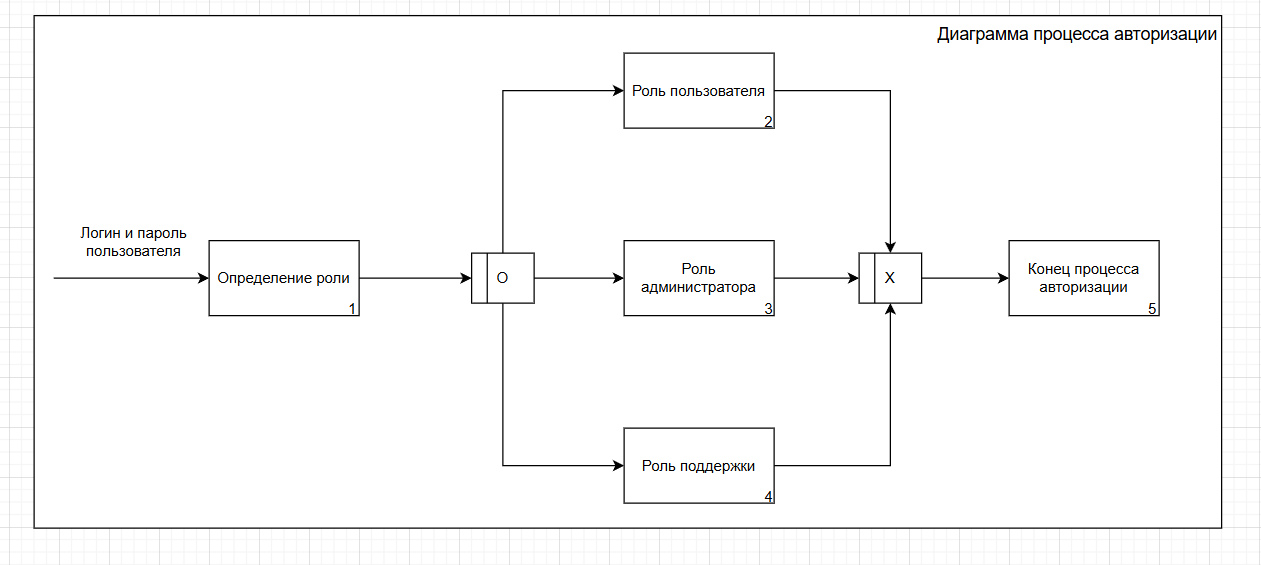 Диаграмма процесса авторизации
Роль пользователя
2
Логин и пароль
пользователя
Определение роли
1
O
Роль
администратора
3
X
Конец процесса
авторизации
5
Роль поддержки
4